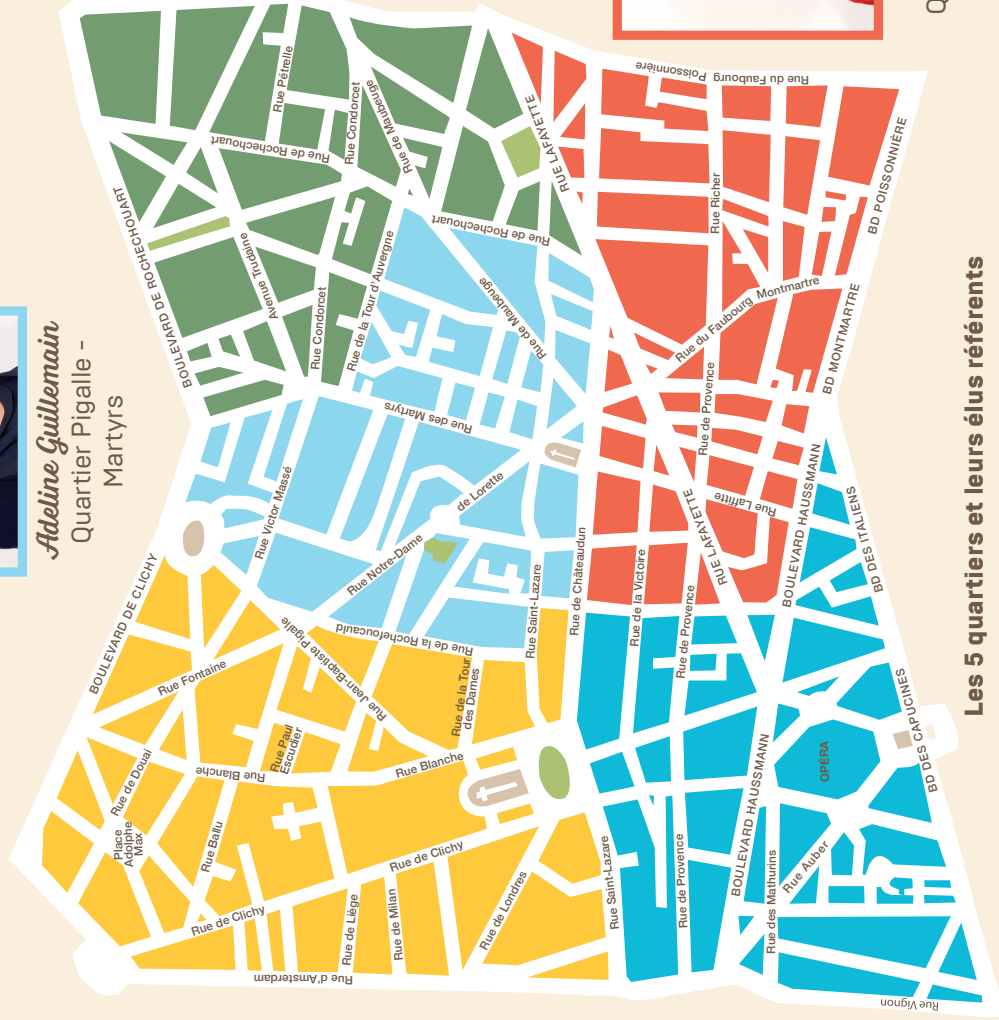 Q
Adeline Guillemain
Quartier Pigalle -
Martyrs
Les 5 quartiers et leurs élus référents
Rue Pétrelle
Rue Condorcet
Rue de Maubeuge
Rue de Rochechouart
BOULEVARD DE ROCHECHOUART
Avenue Trudaine
Rue Condorcet
Rue de la Tour d'Auvergne
Rue de Rochechouart
Rue de Maubeuge
RUE LAFAYETTE
Rue du Faubourg Poissonnière
Rue Richer
BD POISSONNIÈRE
Rue du Faubourg Montmartre
BD MONTMARTRE
Rue de Provence
Rue des Martyrs
Rue Victor Massé
Rue Notre-Dame de Lorette
Rue Saint-Lazare
Rue de Châteaudun
Rue de la Victoire
Rue de Provence
RUE LAFAYETTE
Rue Laffitte
BOULEVARD HAUSSMANN
BD DES ITALIENS
BOULEVARD DE CLICHY
Rue Fontaine
Rue Jean-Baptiste Pigalle
Rue de la Rochefoucauld
Rue de la Tour
des Dames
Rue Paul
Escudier
Rue Blanche
Rue Blanche
Rue de Douai
Place
Adolphe
Max
Rue Ballu
Rue de Clichy
Rue de Clichy
Rue de Liège
Rue de Milan
Rue de Londres
Rue d'Amsterdam
Rue Saint-Lazare
Rue de Provence
BOULEVARD HAUSSMANN
Rue des Mathurins
Rue Auber
OPÉRA
BD DES CAPUCINES
Rue Vignon